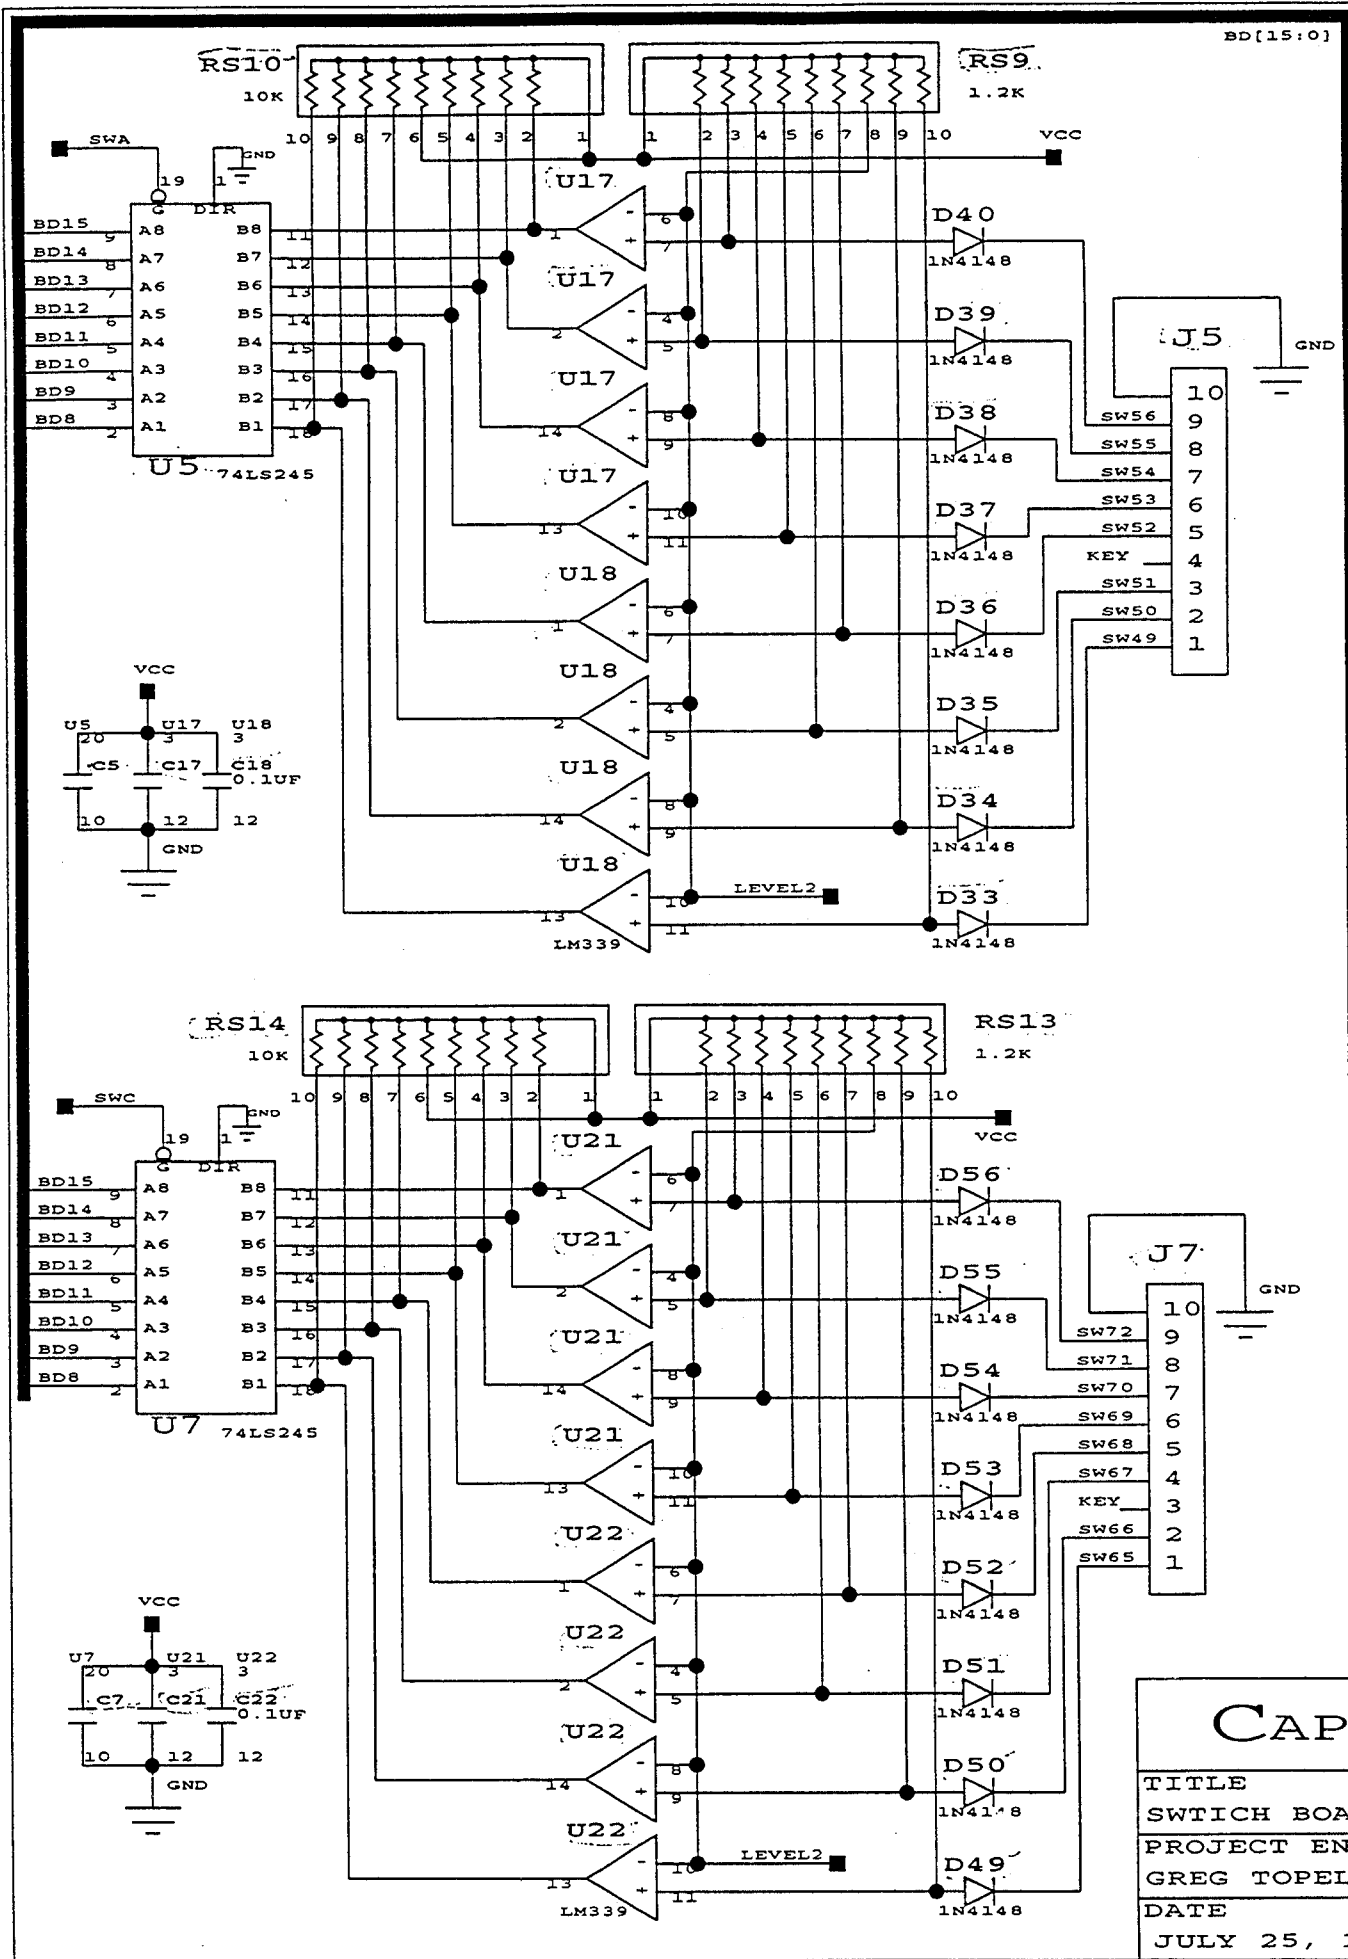 BD[15:0]
RS10
10K
RS9
1.2K
10 9 8 7 6 5 4 3 2 1
1 2 3 4 5 6 7 8 9 10
VCC
SWA
GND
19
1
G
DIR
BD15 9 A8 B8 11
BD14 8 A7 B7 12
BD13 7 A6 B6 13
BD12 6 A5 B5 14
BD11 5 A4 B4 15
BD10 4 A3 B3 16
BD9 3 A2 B2 17
BD8 2 A1 B1 18
U5 74LS245
U17
1 - 6
+ 7
D40
1N4148
U17
2 - 4
+ 5
D39
1N4148
U17
14 - 8
+ 9
D38
1N4148
U17
13 - 10
+ 11
D37
1N4148
U18
1 - 6
+ 7
D36
1N4148
U18
2 - 4
+ 5
D35
1N4148
U18
14 - 8
+ 9
D34
1N4148
U18
13 - 10
+ 11
LM339
LEVEL2
D33
1N4148
J5
GND
10
SW56 9
SW55 8
SW54 7
SW53 6
SW52 5
KEY 4
SW51 3
SW50 2
SW49 1
VCC
U5 U17 U18
20 3 3
C5 C17 C18
0.1UF
10 12 12
GND
RS14
10K
RS13
1.2K
10 9 8 7 6 5 4 3 2 1
1 2 3 4 5 6 7 8 9 10
VCC
SWC
GND
19
1
G
DIR
BD15 9 A8 B8 11
BD14 8 A7 B7 12
BD13 7 A6 B6 13
BD12 6 A5 B5 14
BD11 5 A4 B4 15
BD10 4 A3 B3 16
BD9 3 A2 B2 17
BD8 2 A1 B1 18
U7 74LS245
U21
1 - 6
+ 7
D56
1N4148
U21
2 - 4
+ 5
D55
1N4148
U21
14 - 8
+ 9
D54
1N4148
U21
13 - 10
+ 11
D53
1N4148
U22
1 - 6
+ 7
D52
1N4148
U22
2 - 4
+ 5
D51
1N4148
U22
14 - 8
+ 9
D50
1N4148
U22
13 - 10
+ 11
LM339
LEVEL2
D49
1N4148
J7
GND
10
SW72 9
SW71 8
SW70 7
SW69 6
SW68 5
SW67 4
KEY 3
SW66 2
SW65 1
VCC
U7 U21 U22
20 3 3
C7 C21 C22
0.1UF
10 12 12
GND
CAP
TITLE
SWTICH BOA
PROJECT EN
GREG TOPEL
DATE
JULY 25, 1